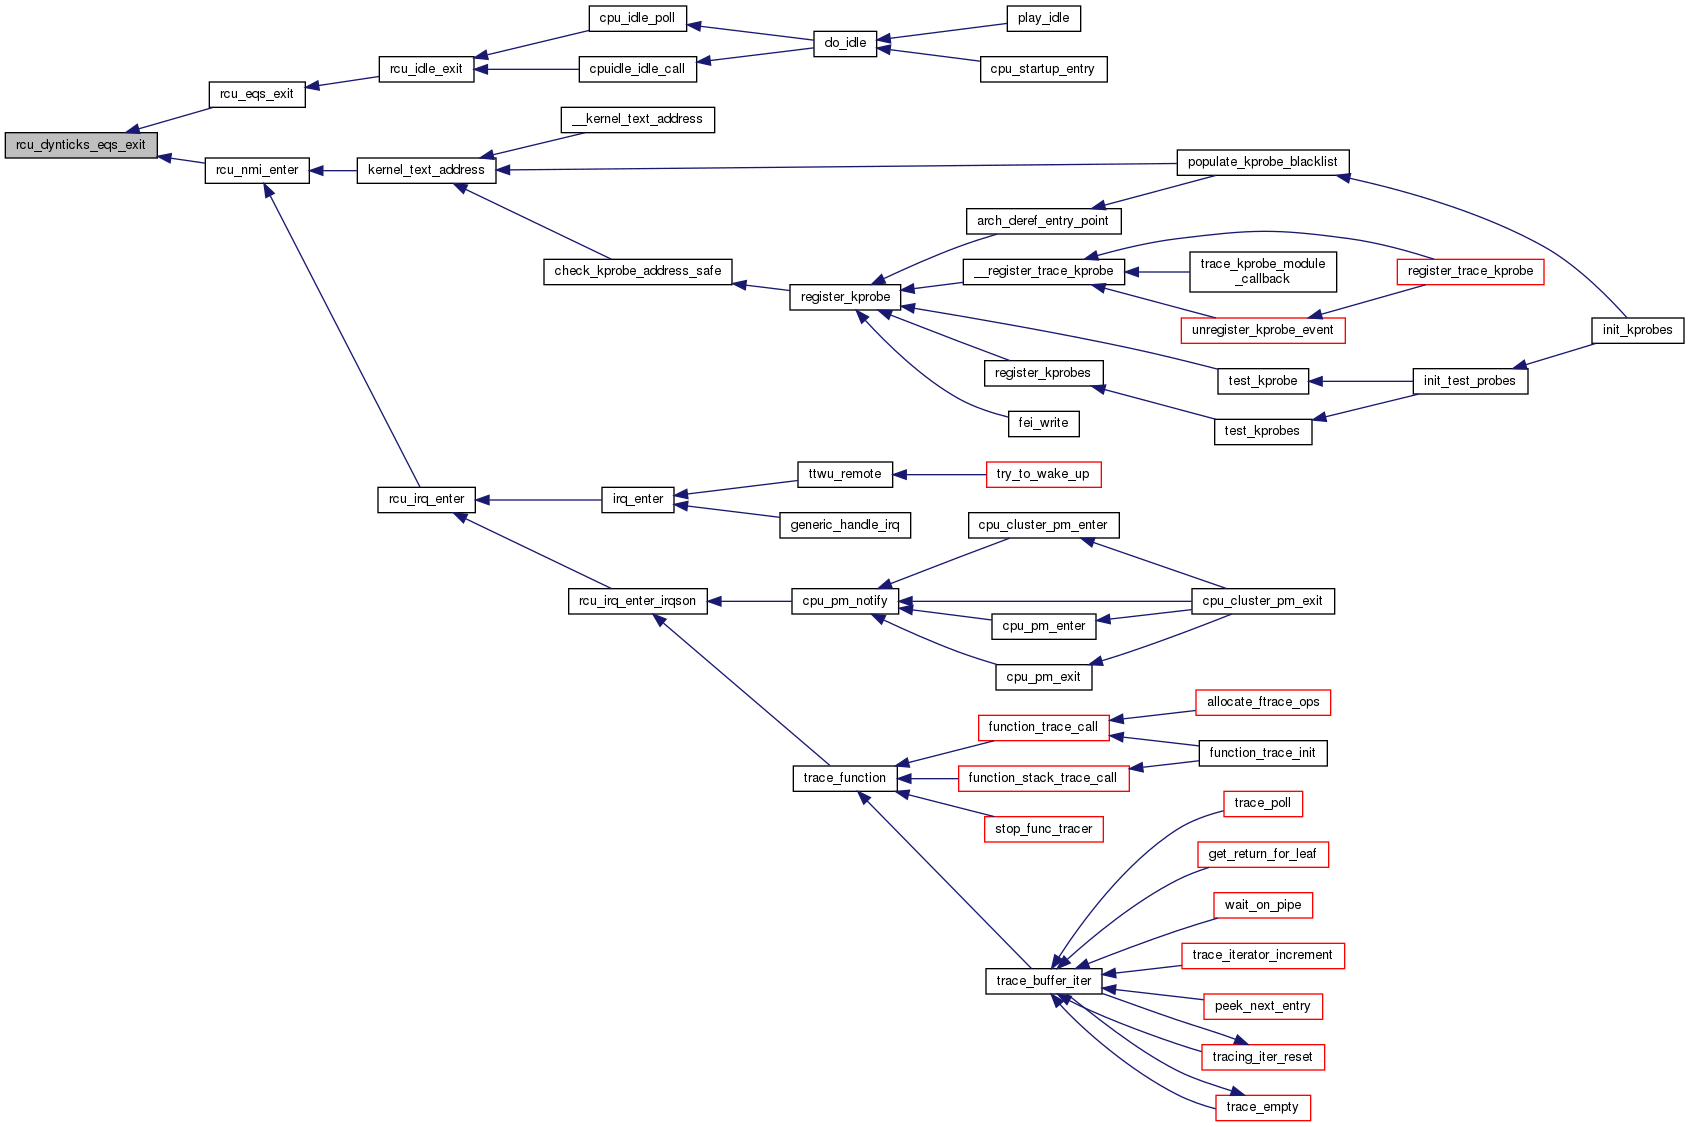 cpu_idle_poll
play_idle
do_idle
rcu_idle_exit
cpuidle_idle_call
cpu_startup_entry
rcu_eqs_exit
__kernel_text_address
rcu_dynticks_eqs_exit
rcu_nmi_enter
kernel_text_address
populate_kprobe_blacklist
arch_deref_entry_point
check_kprobe_address_safe
__register_trace_kprobe
trace_kprobe_module
_callback
register_trace_kprobe
register_kprobe
unregister_kprobe_event
init_kprobes
register_kprobes
test_kprobe
init_test_probes
fei_write
test_kprobes
ttwu_remote
try_to_wake_up
rcu_irq_enter
irq_enter
generic_handle_irq
cpu_cluster_pm_enter
rcu_irq_enter_irqson
cpu_pm_notify
cpu_cluster_pm_exit
cpu_pm_enter
cpu_pm_exit
allocate_ftrace_ops
function_trace_call
function_trace_init
trace_function
function_stack_trace_call
trace_poll
stop_func_tracer
get_return_for_leaf
wait_on_pipe
trace_iterator_increment
trace_buffer_iter
peek_next_entry
tracing_iter_reset
trace_empty